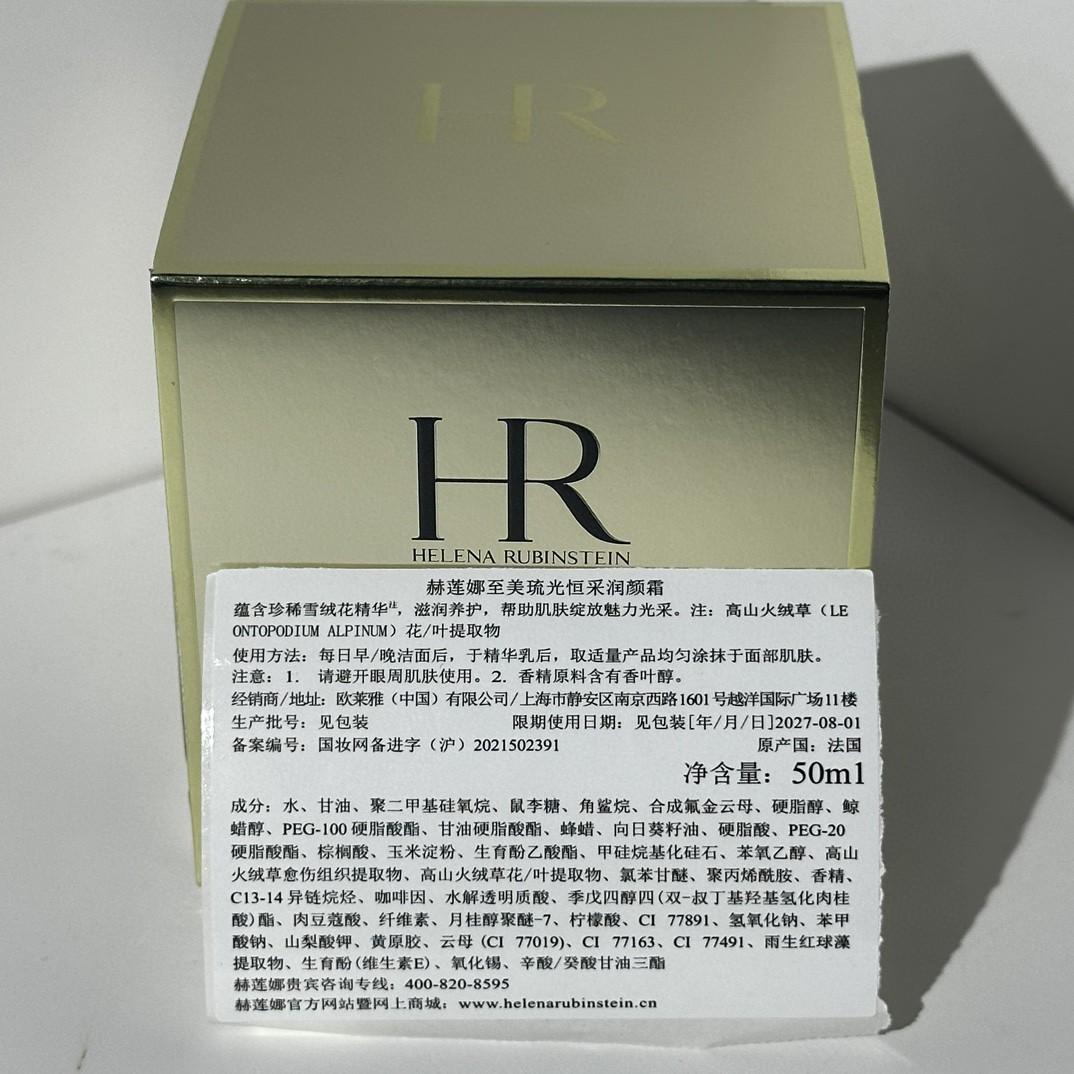 HR
HR
HELENA RUBINSTEIN
赫莲娜至美琉光恒采润颜霜
蕴含珍稀雪绒花精华注，滋润养护，帮助肌肤绽放魅力光采。注：高山火绒草（LE
ONTOPODIUM ALPINUM）花/叶提取物
使用方法：每日早/晚洁面后，于精华乳后，取适量产品均匀涂抹于面部肌肤。
注意：1. 请避开眼周肌肤使用。2. 香精原料含有香叶醇。
经销商/地址：欧莱雅（中国）有限公司/上海市静安区南京西路1601号越洋国际广场11楼
生产批号：见包装 限期使用日期：见包装[年/月/日]2027-08-01
备案编号：国妆网备进字（沪）2021502391 原产国：法国
净含量：50ml
成分：水、甘油、聚二甲基硅氧烷、鼠李糖、角鲨烷、合成氟金云母、硬脂醇、鲸
蜡醇、PEG-100 硬脂酸酯、甘油硬脂酸酯、蜂蜡、向日葵籽油、硬脂酸、PEG-20
硬脂酸酯、棕榈酸、玉米淀粉、生育酚乙酸酯、甲硅烷基化硅石、苯氧乙醇、高山
火绒草愈伤组织提取物、高山火绒草花/叶提取物、氯苯甘醚、聚丙烯酰胺、香精、
C13-14 异链烷烃、咖啡因、水解透明质酸、季戊四醇四(双-叔丁基羟基氢化肉桂
酸)酯、肉豆蔻酸、纤维素、月桂醇聚醚-7、柠檬酸、CI 77891、氢氧化钠、苯甲
酸钠、山梨酸钾、黄原胶、云母 (CI 77019)、CI 77163、CI 77491、雨生红球藻
提取物、生育酚(维生素E)、氧化锡、辛酸/癸酸甘油三酯
赫莲娜贵宾咨询专线：400-820-8595
赫莲娜官方网站暨网上商城：www.helenarubinstein.cn